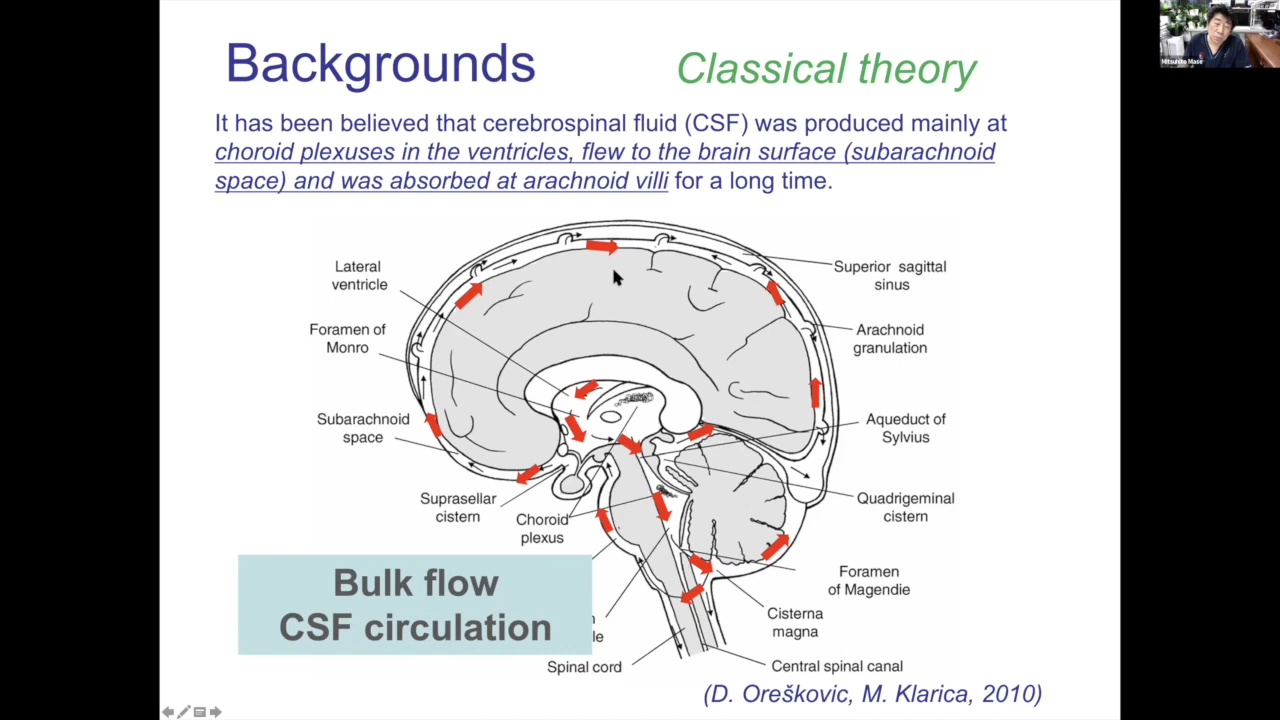 Backgrounds
Classical theory
It has been believed that cerebrospinal fluid (CSF) was produced mainly at
choroid plexuses in the ventricles, flew to the brain surface (subarachnoid
space) and was absorbed at arachnoid villi for a long time.
Lateral
ventricle
Foramen of
Monro
Subarachnoid
space
Suprasellar
cistern
Choroid
plexus
Superior sagittal
sinus
Arachnoid
granulation
Aqueduct of
Sylvius
Quadrigeminal
cistern
Foramen
of Magendie
Cisterna
magna
Bulk flow
CSF circulation
n
le
Spinal cord
Central spinal canal
(D. Orešković, M. Klarica, 2010)
Mitsuhito Mase